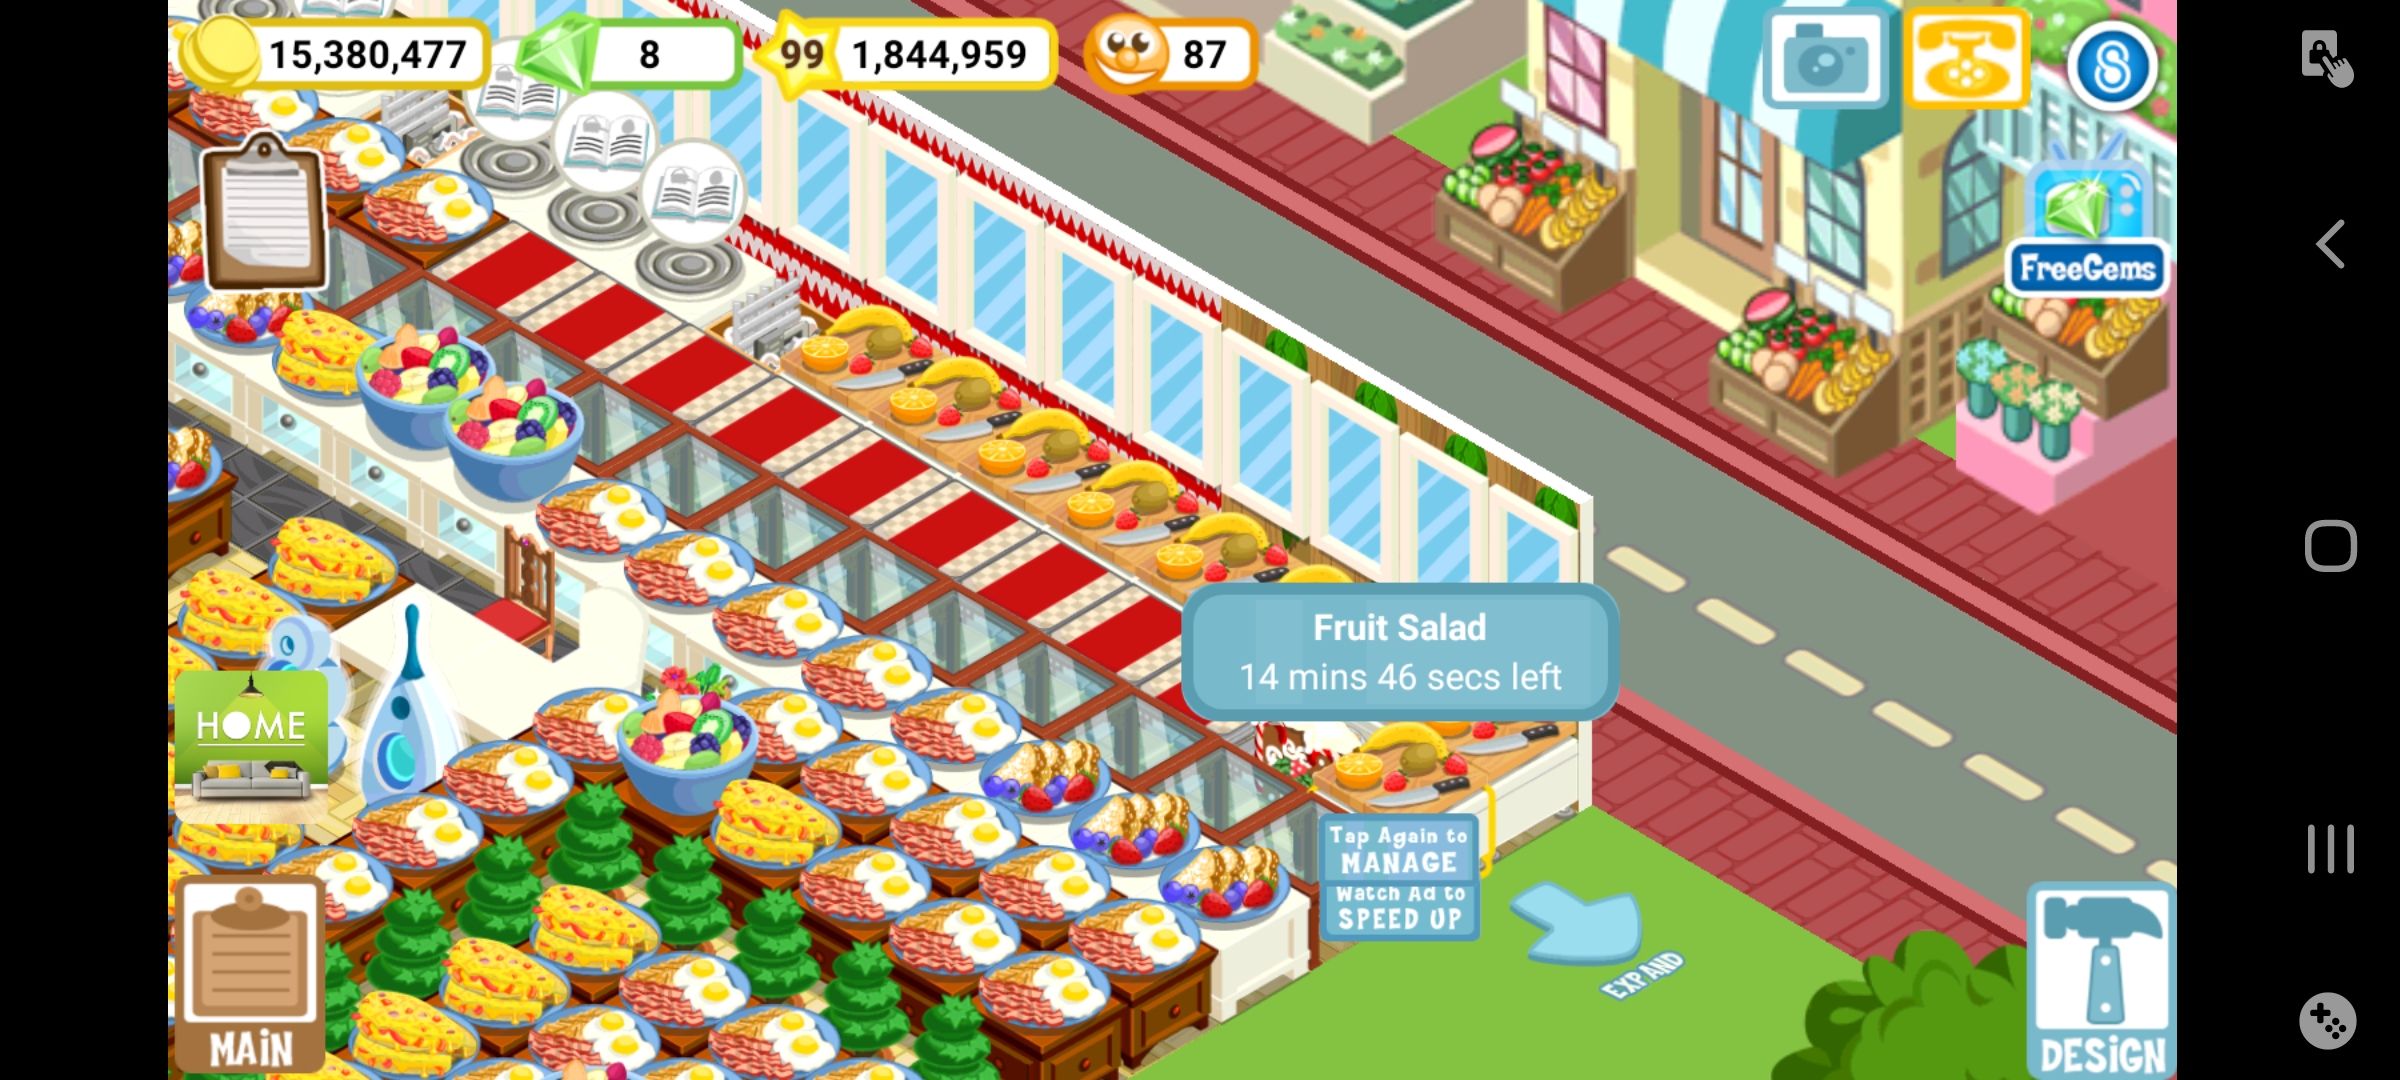 15,380,477
8
99
1,844,959
87
FreeGems
Fruit Salad
14 mins 46 secs left
HOME
Tap Again to
MANAGE
Watch Ad to
SPEED UP
EXPAND
MAiN
DESiGN